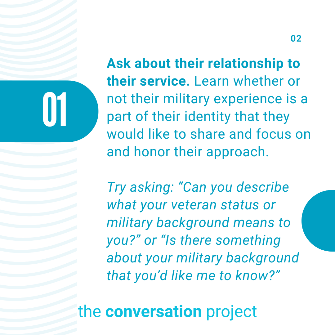 02
01
Ask about their relationship to
their service. Learn whether or
not their military experience is a
part of their identity that they
would like to share and focus on
and honor their approach.
Try asking: "Can you describe
what your veteran status or
military background means to
you?" or "Is there something
about your military background
that you'd like me to know?"
the conversation project